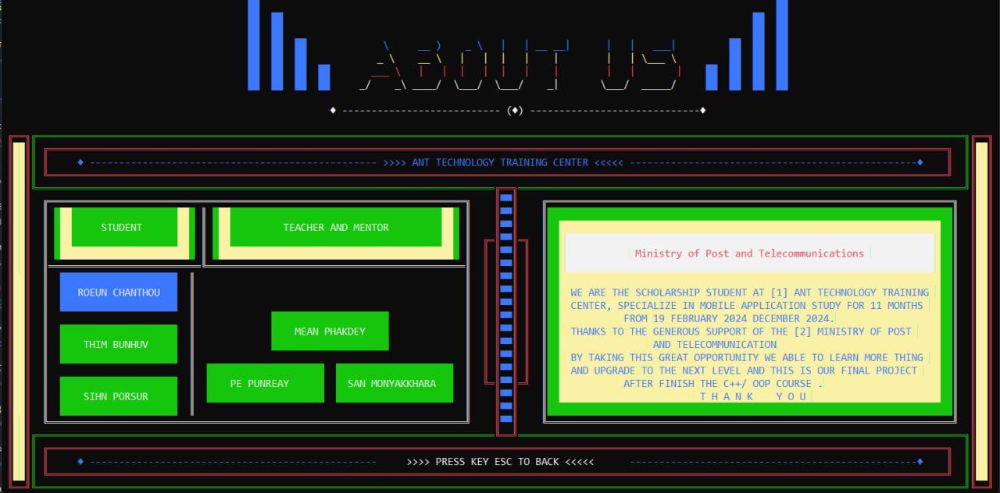 ABOUT US
>>>> ANT TECHNOLOGY TRAINING CENTER <<<<<
STUDENT
TEACHER AND MENTOR
ROEUN CHANTHOU
THIM BUNHUV
SIHN PORSUR
MEAN PHAKDEY
PE PUNREAY
SAN MONYAKKHARA
Ministry of Post and Telecommunications
WE ARE THE SCHOLARSHIP STUDENT AT [1] ANT TECHNOLOGY TRAINING
CENTER, SPECIALIZE IN MOBILE APPLICATION STUDY FOR 11 MONTHS
FROM 19 FEBRUARY 2024 DECEMBER 2024.
THANKS TO THE GENEROUS SUPPORT OF THE [2] MINISTRY OF POST
AND TELECOMMUNICATION
BY TAKING THIS GREAT OPPORTUNITY WE ABLE TO LEARN MORE THING
AND UPGRADE TO THE NEXT LEVEL AND THIS IS OUR FINAL PROJECT
AFTER FINISH THE C++/ OOP COURSE .
T H A N K   Y O U
>>>> PRESS KEY ESC TO BACK <<<<<